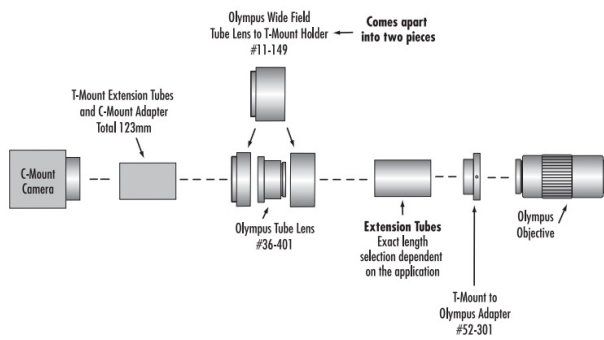 Olympus Wide Field
Tube Lens to T-Mount Holder
#11-149
Comes apart
into two pieces
T-Mount Extension Tubes
and C-Mount Adapter
Total 123mm
C-Mount
Camera
Olympus Tube Lens
#36-401
Extension Tubes
Exact length
selection dependent
on the application
Olympus
Objective
T-Mount to
Olympus Adapter
#52-301